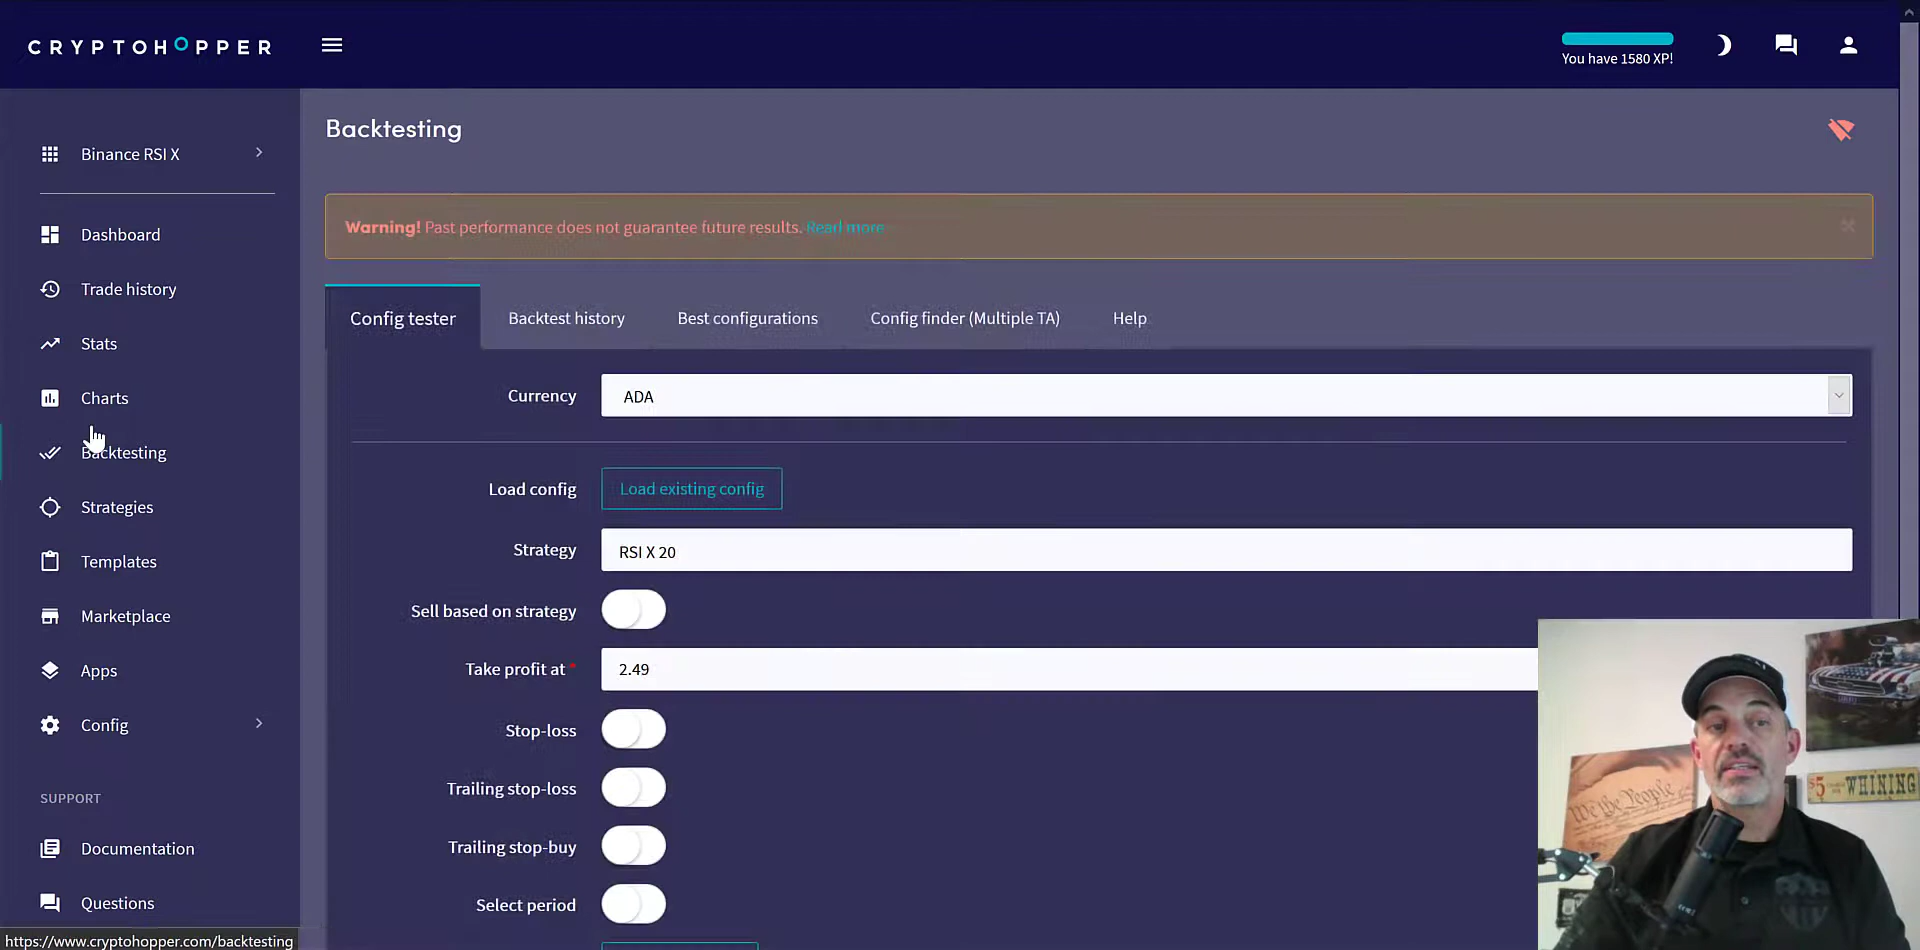 CRYPTOHOPPER
You have 1580 XP!
Binance RSI X
Dashboard
Trade history
Stats
Charts
Backtesting
Strategies
Templates
Marketplace
Apps
Config
SUPPORT
Documentation
Questions
https://www.cryptohopper.com/backtesting
Backtesting
Warning! Past performance does not guarantee future results. Read more
Config tester
Backtest history
Best configurations
Config finder (Multiple TA)
Help
Currency
ADA
Load config
Load existing config
Strategy
RSI X 20
Sell based on strategy
Take profit at *
2.49
Stop-loss
Trailing stop-loss
Trailing stop-buy
Select period
We the People
$5
WHINING